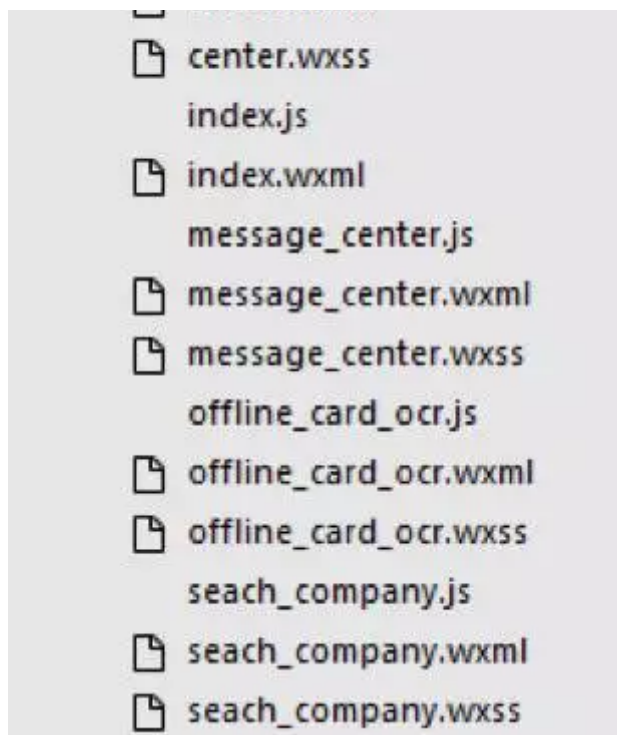 center.wxss
index.js
index.wxml
message_center.js
message_center.wxml
message_center.wxss
offline_card_ocr.js
offline_card_ocr.wxml
offline_card_ocr.wxss
seach_company.js
seach_company.wxml
seach_company.wxss